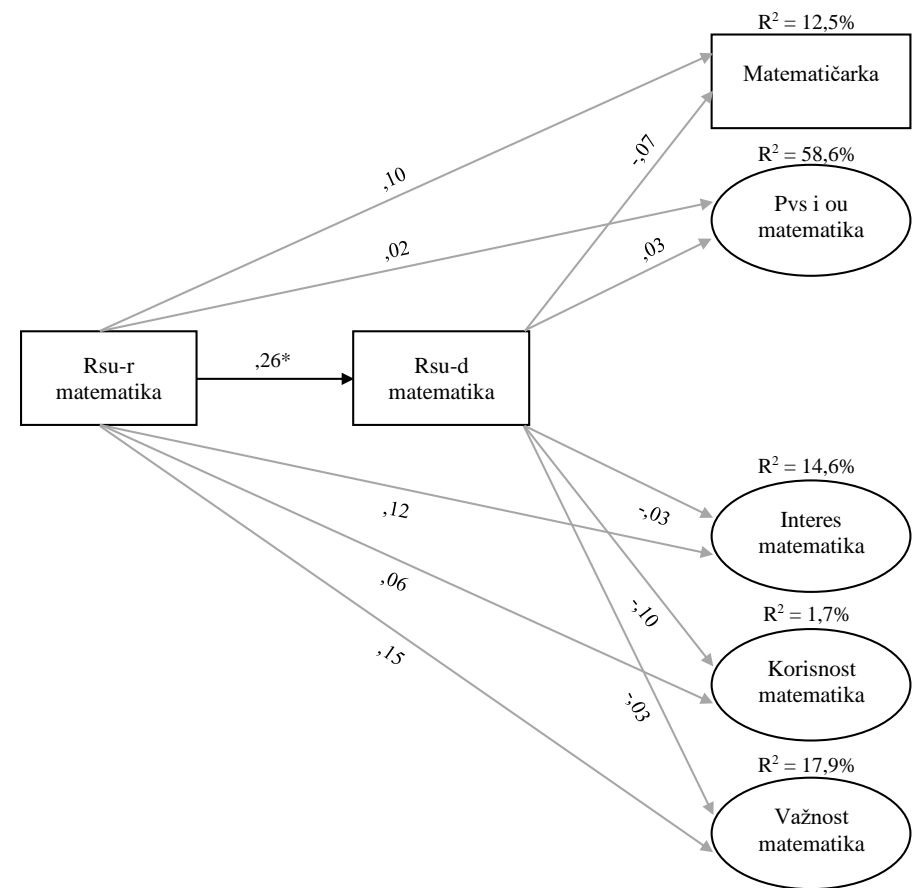 R² = 12,5%
Matematičarka
-,07
R² = 58,6%
,10
Pvs i ou
matematika
,02
,03
Rsu-r
matematika
,26*
Rsu-d
matematika
R² = 14,6%
,12
-,03
Interes
matematika
,06
-,10
R² = 1,7%
,15
Korisnost
matematika
-,03
R² = 17,9%
Važnost
matematika